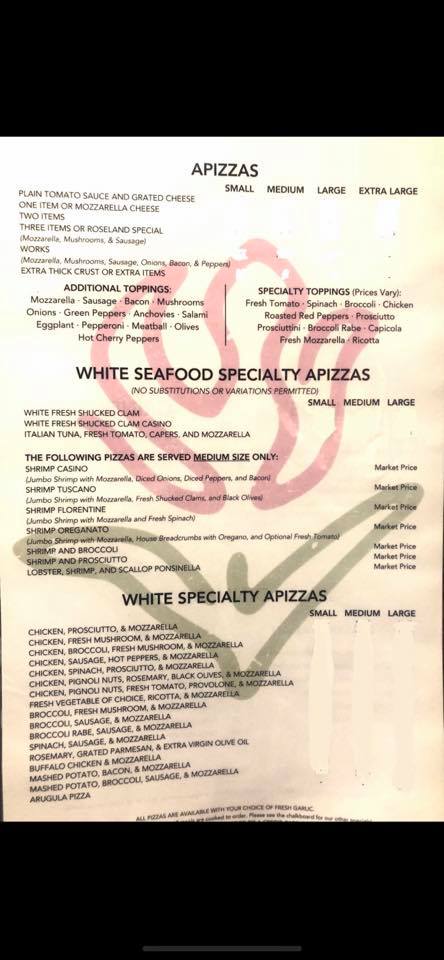 APIZZAS
SMALL MEDIUM LARGE EXTRA LARGE
PLAIN TOMATO SAUCE AND GRATED CHEESE
ONE ITEM OR MOZZARELLA CHEESE
TWO ITEMS
THREE ITEMS OR ROSELAND SPECIAL
(Mozzarella, Mushrooms, & Sausage)
WORKS
(Mozzarella, Mushrooms, Sausage, Onions, Bacon, & Peppers)
EXTRA THICK CRUST OR EXTRA ITEMS
ADDITIONAL TOPPINGS:
Mozzarella · Sausage · Bacon · Mushrooms
Onions · Green Peppers · Anchovies · Salami
Eggplant · Pepperoni · Meatball · Olives
Hot Cherry Peppers
SPECIALTY TOPPINGS (Prices Vary):
Fresh Tomato · Spinach · Broccoli · Chicken
Roasted Red Peppers · Prosciutto
Prosciuttini · Broccoli Rabe · Capicola
Fresh Mozzarella · Ricotta
WHITE SEAFOOD SPECIALTY APIZZAS
(NO SUBSTITUTIONS OR VARIATIONS PERMITTED)
SMALL MEDIUM LARGE
WHITE FRESH SHUCKED CLAM
WHITE FRESH SHUCKED CLAM CASINO
ITALIAN TUNA, FRESH TOMATO, CAPERS, AND MOZZARELLA
THE FOLLOWING PIZZAS ARE SERVED MEDIUM SIZE ONLY:
SHRIMP CASINO Market Price
(Jumbo Shrimp with Mozzarella, Diced Onions, Diced Peppers, and Bacon)
SHRIMP TUSCANO Market Price
(Jumbo Shrimp with Mozzarella, Fresh Shucked Clams, and Black Olives)
SHRIMP FLORENTINE Market Price
(Jumbo Shrimp with Mozzarella and Fresh Spinach)
SHRIMP OREGANATO Market Price
(Jumbo Shrimp with Mozzarella, House Breadcrumbs with Oregano, and Optional Fresh Tomato)
SHRIMP AND BROCCOLI Market Price
SHRIMP AND PROSCIUTTO Market Price
LOBSTER, SHRIMP, AND SCALLOP PONSINELLA Market Price
WHITE SPECIALTY APIZZAS
SMALL MEDIUM LARGE
CHICKEN, PROSCIUTTO, & MOZZARELLA
CHICKEN, FRESH MUSHROOM, & MOZZARELLA
CHICKEN, BROCCOLI, FRESH MUSHROOM, & MOZZARELLA
CHICKEN, SAUSAGE, HOT PEPPERS, & MOZZARELLA
CHICKEN, SPINACH, PROSCIUTTO, & MOZZARELLA
CHICKEN, PIGNOLI NUTS, ROSEMARY, BLACK OLIVES, & MOZZARELLA
CHICKEN, PIGNOLI NUTS, FRESH TOMATO, PROVOLONE, & MOZZARELLA
FRESH VEGETABLE OF CHOICE, RICOTTA, & MOZZARELLA
BROCCOLI, FRESH MUSHROOM, & MOZZARELLA
BROCCOLI, SAUSAGE, & MOZZARELLA
BROCCOLI RABE, SAUSAGE, & MOZZARELLA
SPINACH, SAUSAGE, & MOZZARELLA
ROSEMARY, GRATED PARMESAN, & EXTRA VIRGIN OLIVE OIL
BUFFALO CHICKEN & MOZZARELLA
MASHED POTATO, BACON, & MOZZARELLA
MASHED POTATO, BROCCOLI, SAUSAGE, & MOZZARELLA
ARUGULA PIZZA
ALL PIZZAS ARE AVAILABLE WITH YOUR CHOICE OF FRESH GARLIC.
are cooked to order. Please see the chalkboard for our other